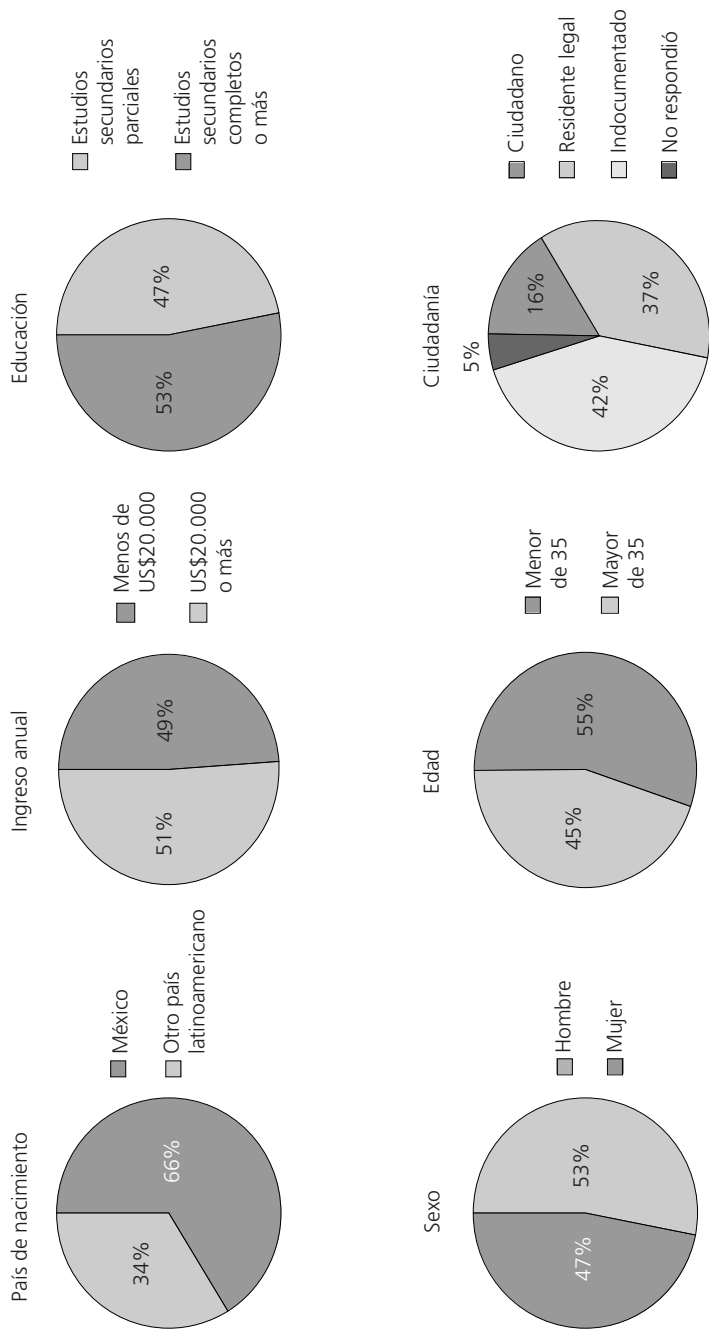 País de nacimiento
34%
66%
México
Otro país
latinoamericano
Ingreso anual
51%
49%
Menos de
US$20.000
US$20.000
o más
Educación
53%
47%
Estudios
secundarios
parciales
Estudios
secundarios
completos
o más
Sexo
47%
53%
Hombre
Mujer
Edad
45%
55%
Menor
de 35
Mayor
de 35
Ciudadanía
5%
16%
42%
37%
Ciudadano
Residente legal
Indocumentado
No respondió